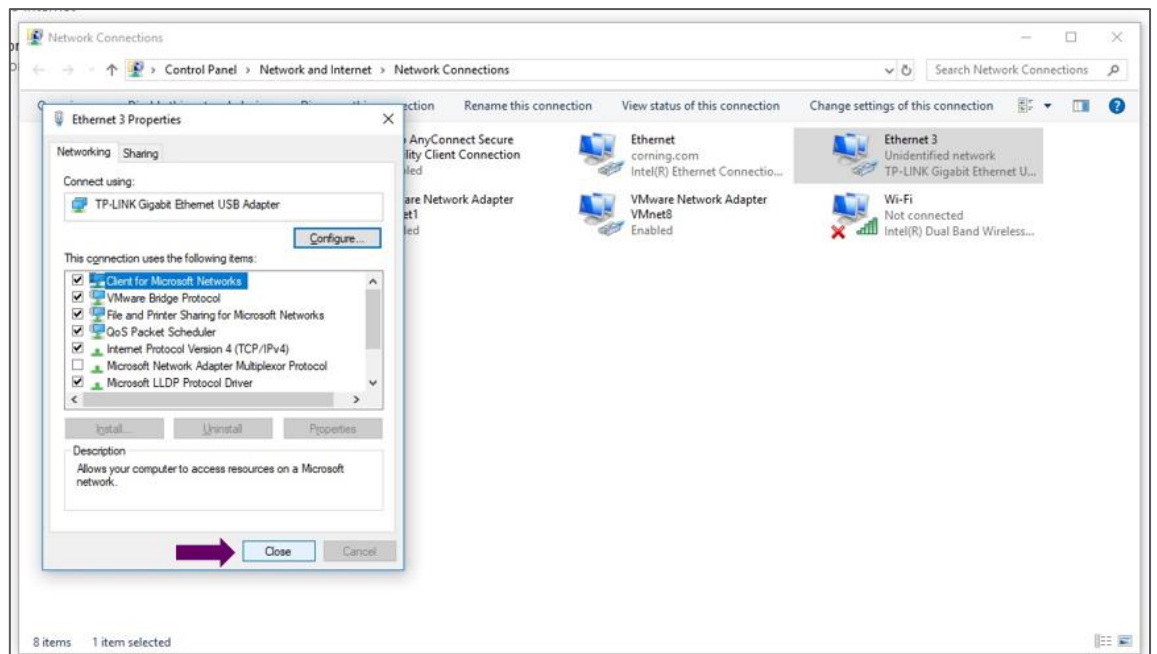 Network Connections
Control Panel > Network and Internet > Network Connections
Search Network Connections
Rename this connection
View status of this connection
Change settings of this connection
Ethernet 3 Properties
Networking
Sharing
Connect using:
TP-LINK Gigabit Ethernet USB Adapter
Configure...
This connection uses the following items:
Client for Microsoft Networks
VMware Bridge Protocol
File and Printer Sharing for Microsoft Networks
QoS Packet Scheduler
Internet Protocol Version 4 (TCP/IPv4)
Microsoft Network Adapter Multiplexor Protocol
Microsoft LLDP Protocol Driver
Install...
Uninstall
Properties
Description
Allows your computer to access resources on a Microsoft
network.
Close
Cancel
AnyConnect Secure
Client Connection
Ethernet
corning.com
Intel(R) Ethernet Connectio...
Ethernet 3
Unidentified network
TP-LINK Gigabit Ethernet U...
Network Adapter
VMware Network Adapter
VMnet8
Enabled
Wi-Fi
Not connected
Intel(R) Dual Band Wireless...
8 items
1 item selected